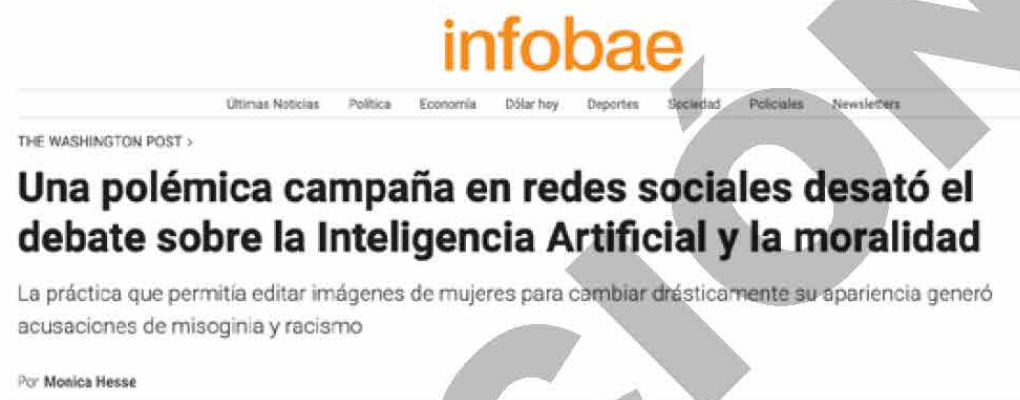 infobae
Últimas Noticias Política Economía Dólar hoy Deportes Sociedad Policiales Newsletters
THE WASHINGTON POST >
Una polémica campaña en redes sociales desató el
debate sobre la Inteligencia Artificial y la moralidad
La práctica que permitía editar imágenes de mujeres para cambiar drásticamente su apariencia generó
acusaciones de misoginia y racismo
Por Monica Hesse
CIÓN